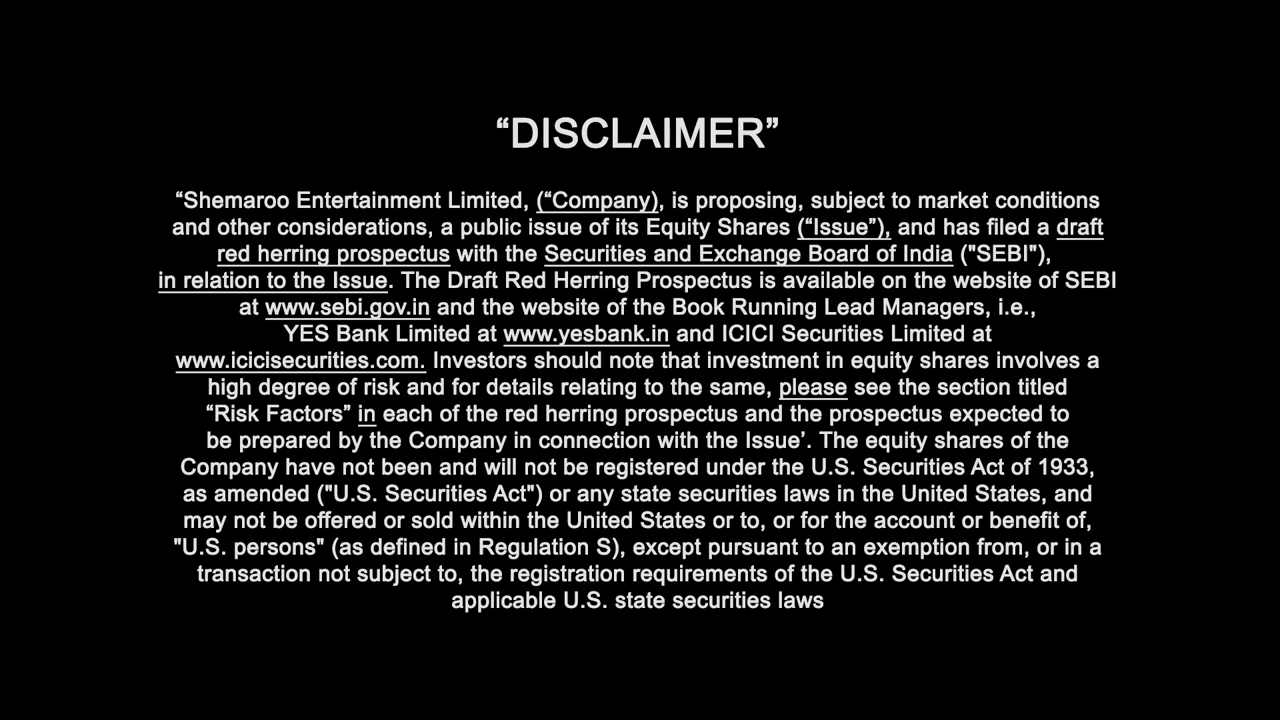 “DISCLAIMER”
“Shemaroo Entertainment Limited, (“Company), is proposing, subject to market conditions
and other considerations, a public issue of its Equity Shares (“Issue”), and has filed a draft
red herring prospectus with the Securities and Exchange Board of India ("SEBI"),
in relation to the Issue. The Draft Red Herring Prospectus is available on the website of SEBI
at www.sebi.gov.in and the website of the Book Running Lead Managers, i.e.,
YES Bank Limited at www.yesbank.in and ICICI Securities Limited at
www.icicisecurities.com. Investors should note that investment in equity shares involves a
high degree of risk and for details relating to the same, please see the section titled
“Risk Factors” in each of the red herring prospectus and the prospectus expected to
be prepared by the Company in connection with the Issue’. The equity shares of the
Company have not been and will not be registered under the U.S. Securities Act of 1933,
as amended ("U.S. Securities Act") or any state securities laws in the United States, and
may not be offered or sold within the United States or to, or for the account or benefit of,
"U.S. persons" (as defined in Regulation S), except pursuant to an exemption from, or in a
transaction not subject to, the registration requirements of the U.S. Securities Act and
applicable U.S. state securities laws